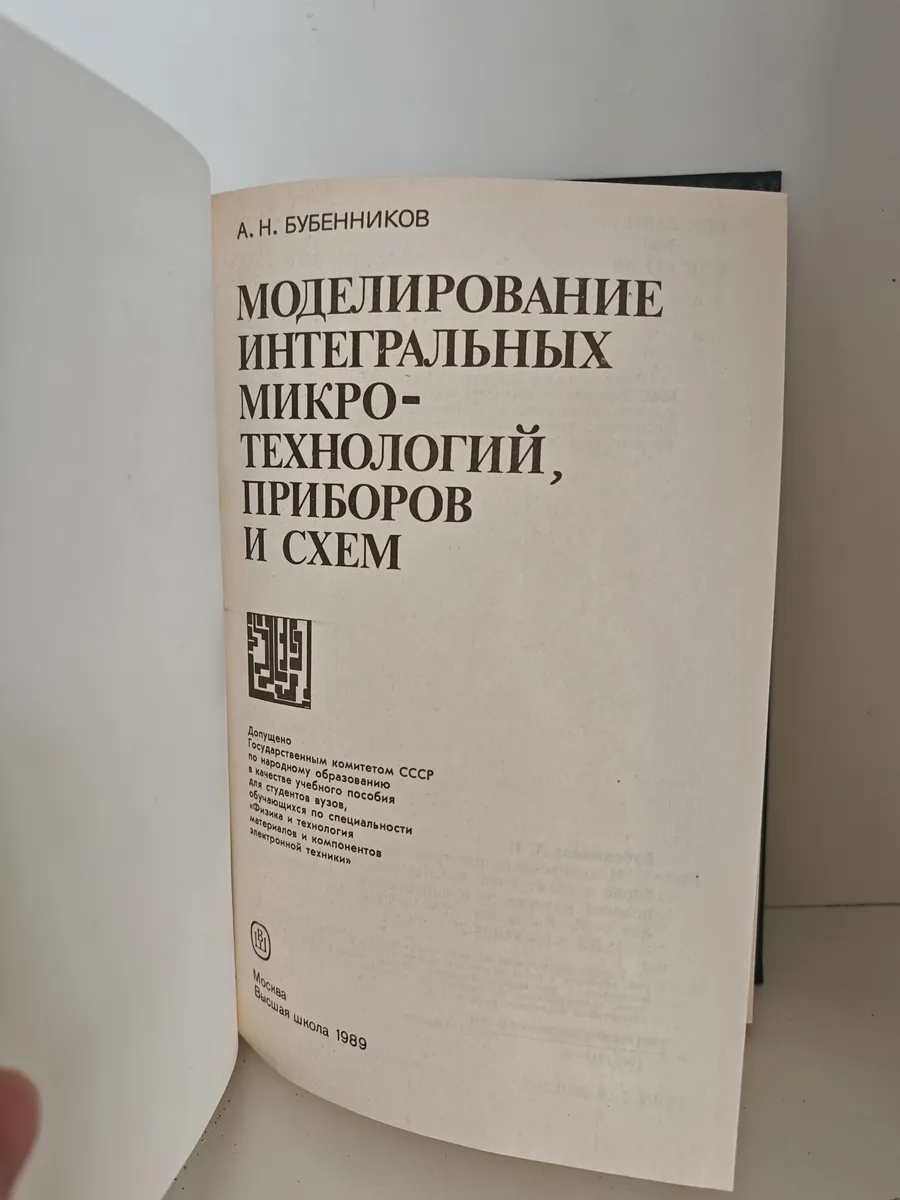 А. Н. БУБЕННИКОВ
МОДЕЛИРОВАНИЕ
ИНТЕГРАЛЬНЫХ
МИКРО-
ТЕХНОЛОГИЙ,
ПРИБОРОВ
И СХЕМ
Допущено
Государственным комитетом СССР
по народному образованию
в качестве учебного пособия
для студентов вузов,
обучающихся по специальности
«Физика и технология
материалов и компонентов
электронной техники»
Москва
Высшая школа 1989